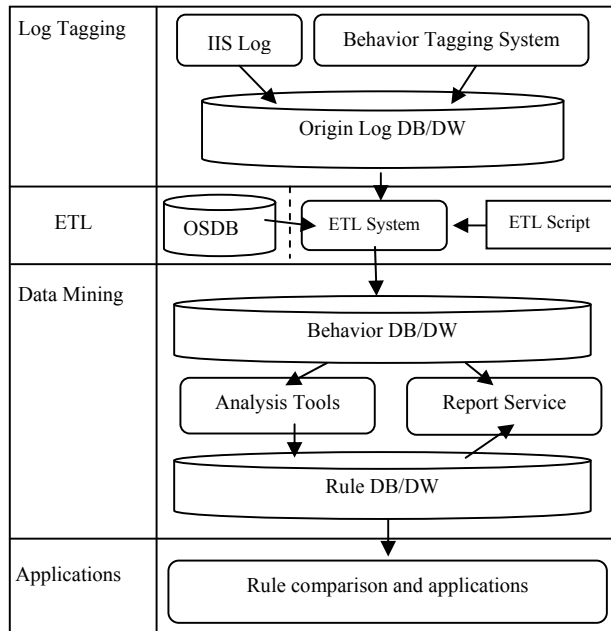 Log Tagging
IIS Log
Behavior Tagging System
Origin Log DB/DW
ETL
OSDB
ETL System
ETL Script
Data Mining
Behavior DB/DW
Analysis Tools
Report Service
Rule DB/DW
Applications
Rule comparison and applications